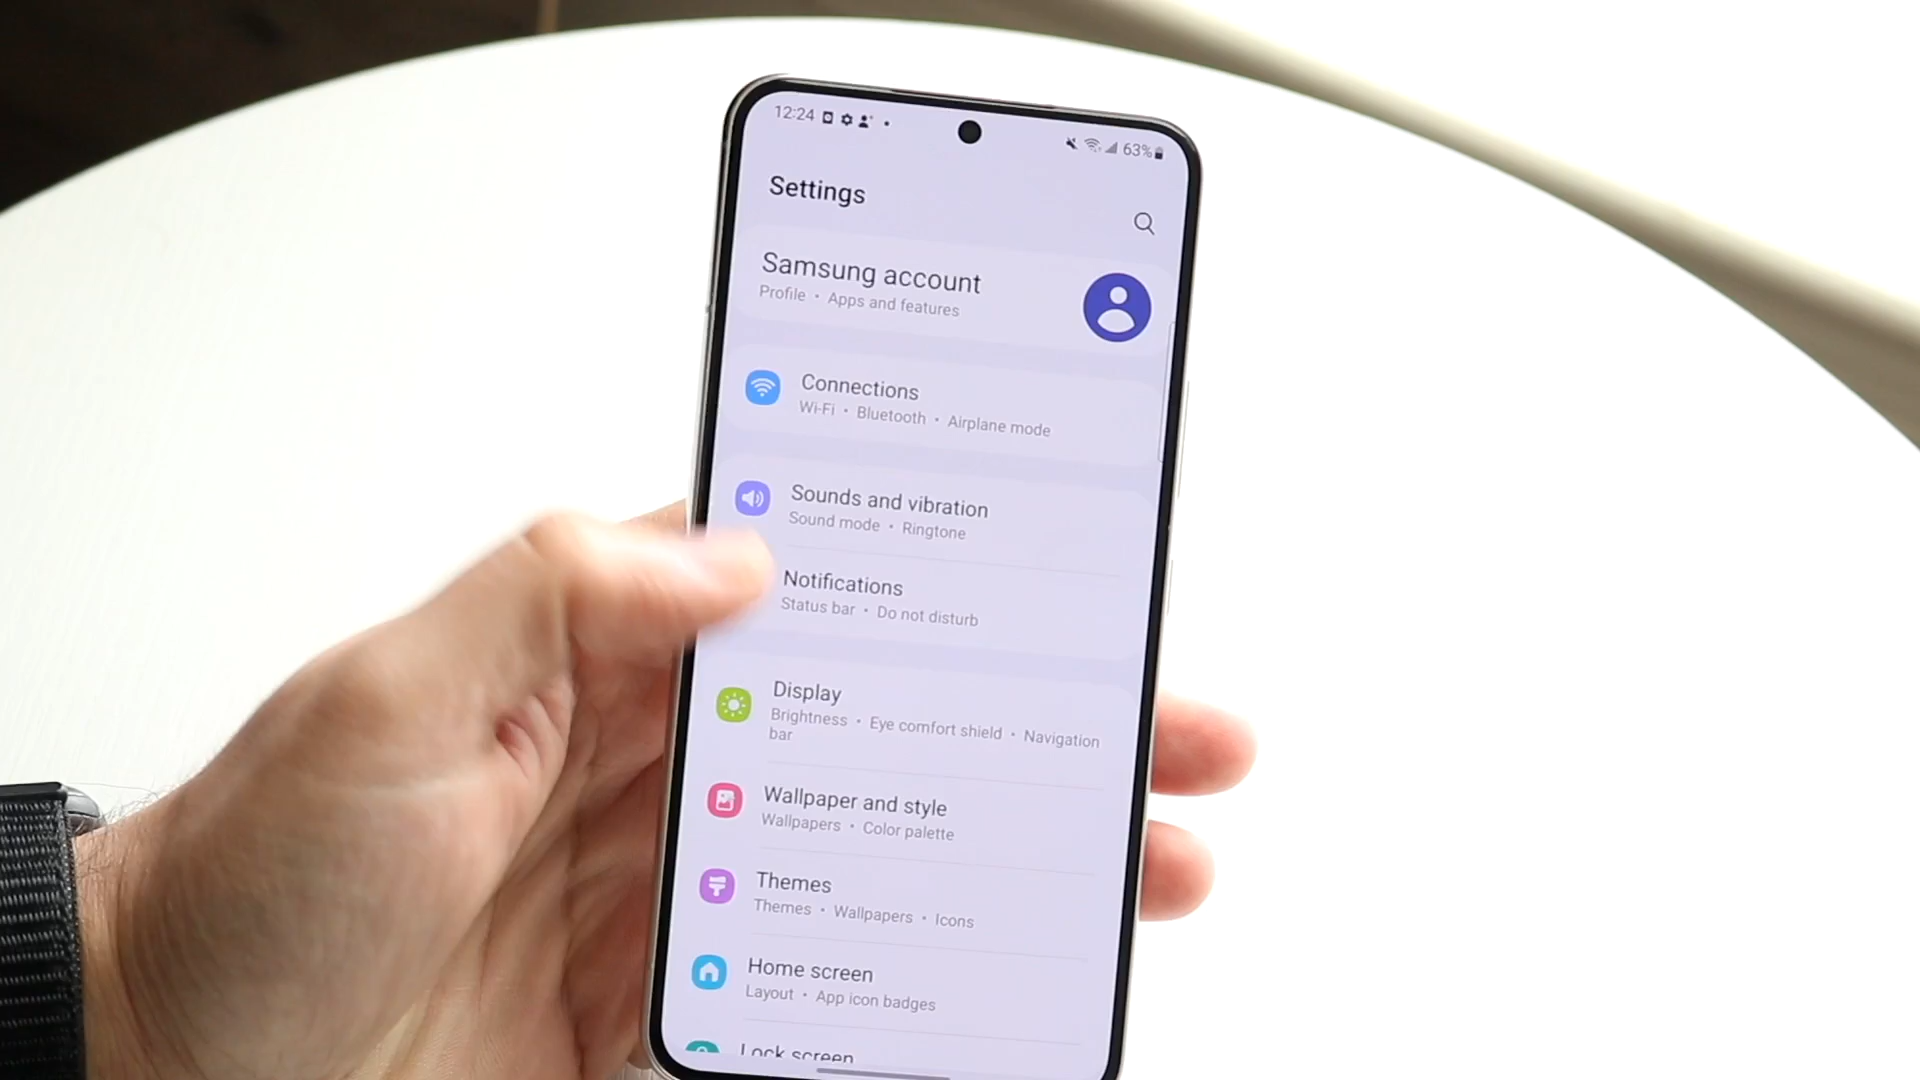 12:24
63%
Settings
Samsung account
Profile • Apps and features
Connections
Wi-Fi • Bluetooth • Airplane mode
Sounds and vibration
Sound mode • Ringtone
Notifications
Status bar • Do not disturb
Display
Brightness • Eye comfort shield • Navigation
bar
Wallpaper and style
Wallpapers • Color palette
Themes
Themes • Wallpapers • Icons
Home screen
Layout • App icon badges
Lock screen